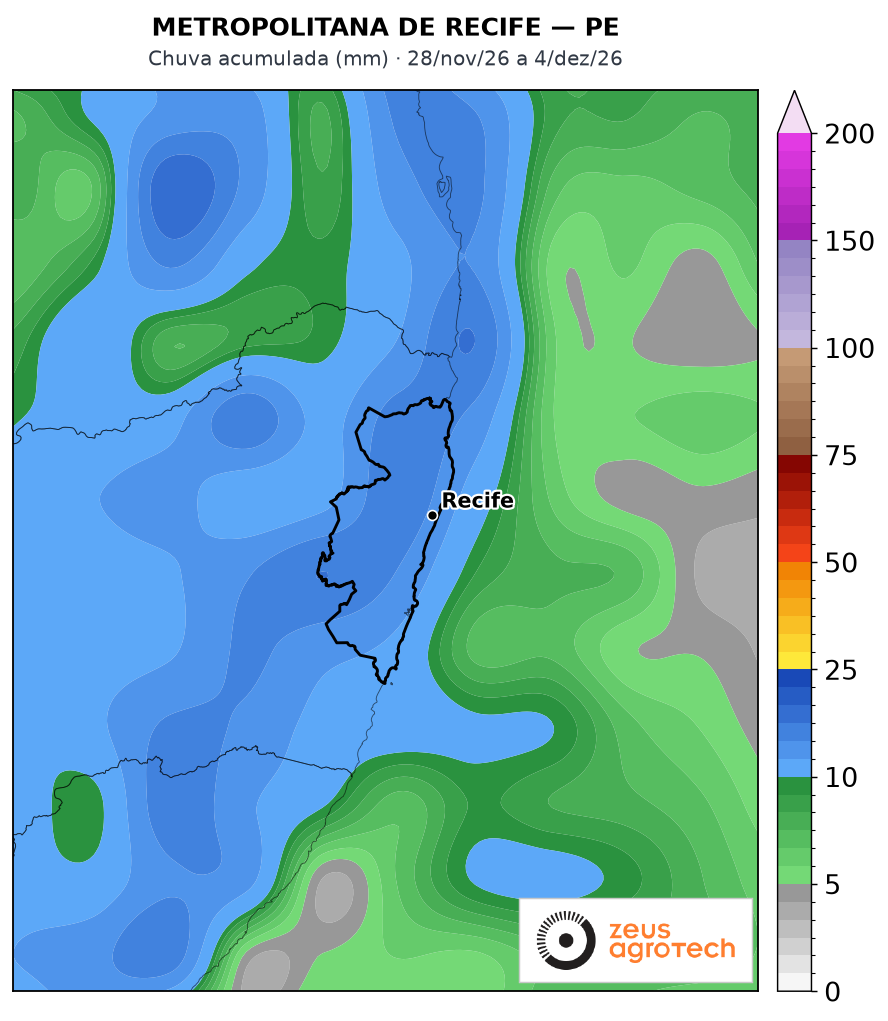 METROPOLITANA DE RECIFE — PE
Chuva acumulada (mm) · 28/nov/26 a 4/dez/26
200
150
100
75
50
25
10
5
0
Recife
zeus
agrotech